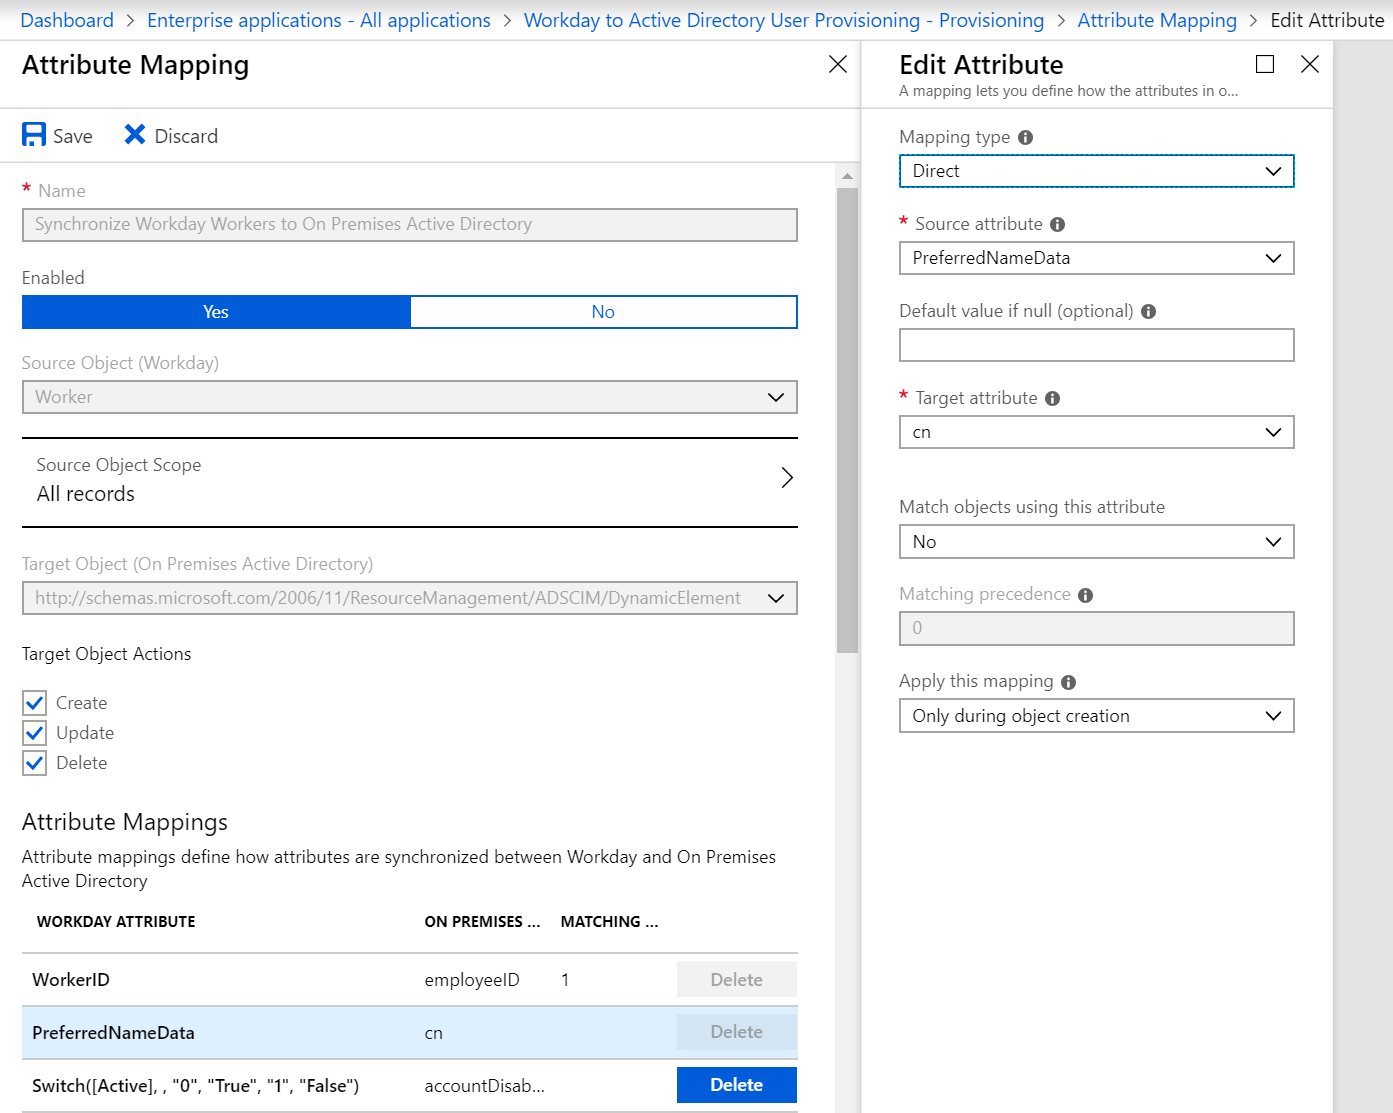 Dashboard > Enterprise applications - All applications > Workday to Active Directory User Provisioning - Provisioning > Attribute Mapping > Edit Attribute
Attribute Mapping
Save
Discard
* Name
Synchronize Workday Workers to On Premises Active Directory
Enabled
Yes
No
Source Object (Workday)
Worker
Source Object Scope
All records
Target Object (On Premises Active Directory)
http://schemas.microsoft.com/2006/11/ResourceManagement/ADSCIM/DynamicElement
Target Object Actions
Create
Update
Delete
Attribute Mappings
Attribute mappings define how attributes are synchronized between Workday and On Premises
Active Directory
WORKDAY ATTRIBUTE ON PREMISES ... MATCHING ...
WorkerID employeeID 1 Delete
PreferredNameData cn Delete
Switch([Active], , "0", "True", "1", "False") accountDisab... Delete
Edit Attribute
A mapping lets you define how the attributes in o...
Mapping type
Direct
* Source attribute
PreferredNameData
Default value if null (optional)
* Target attribute
cn
Match objects using this attribute
No
Matching precedence
0
Apply this mapping
Only during object creation